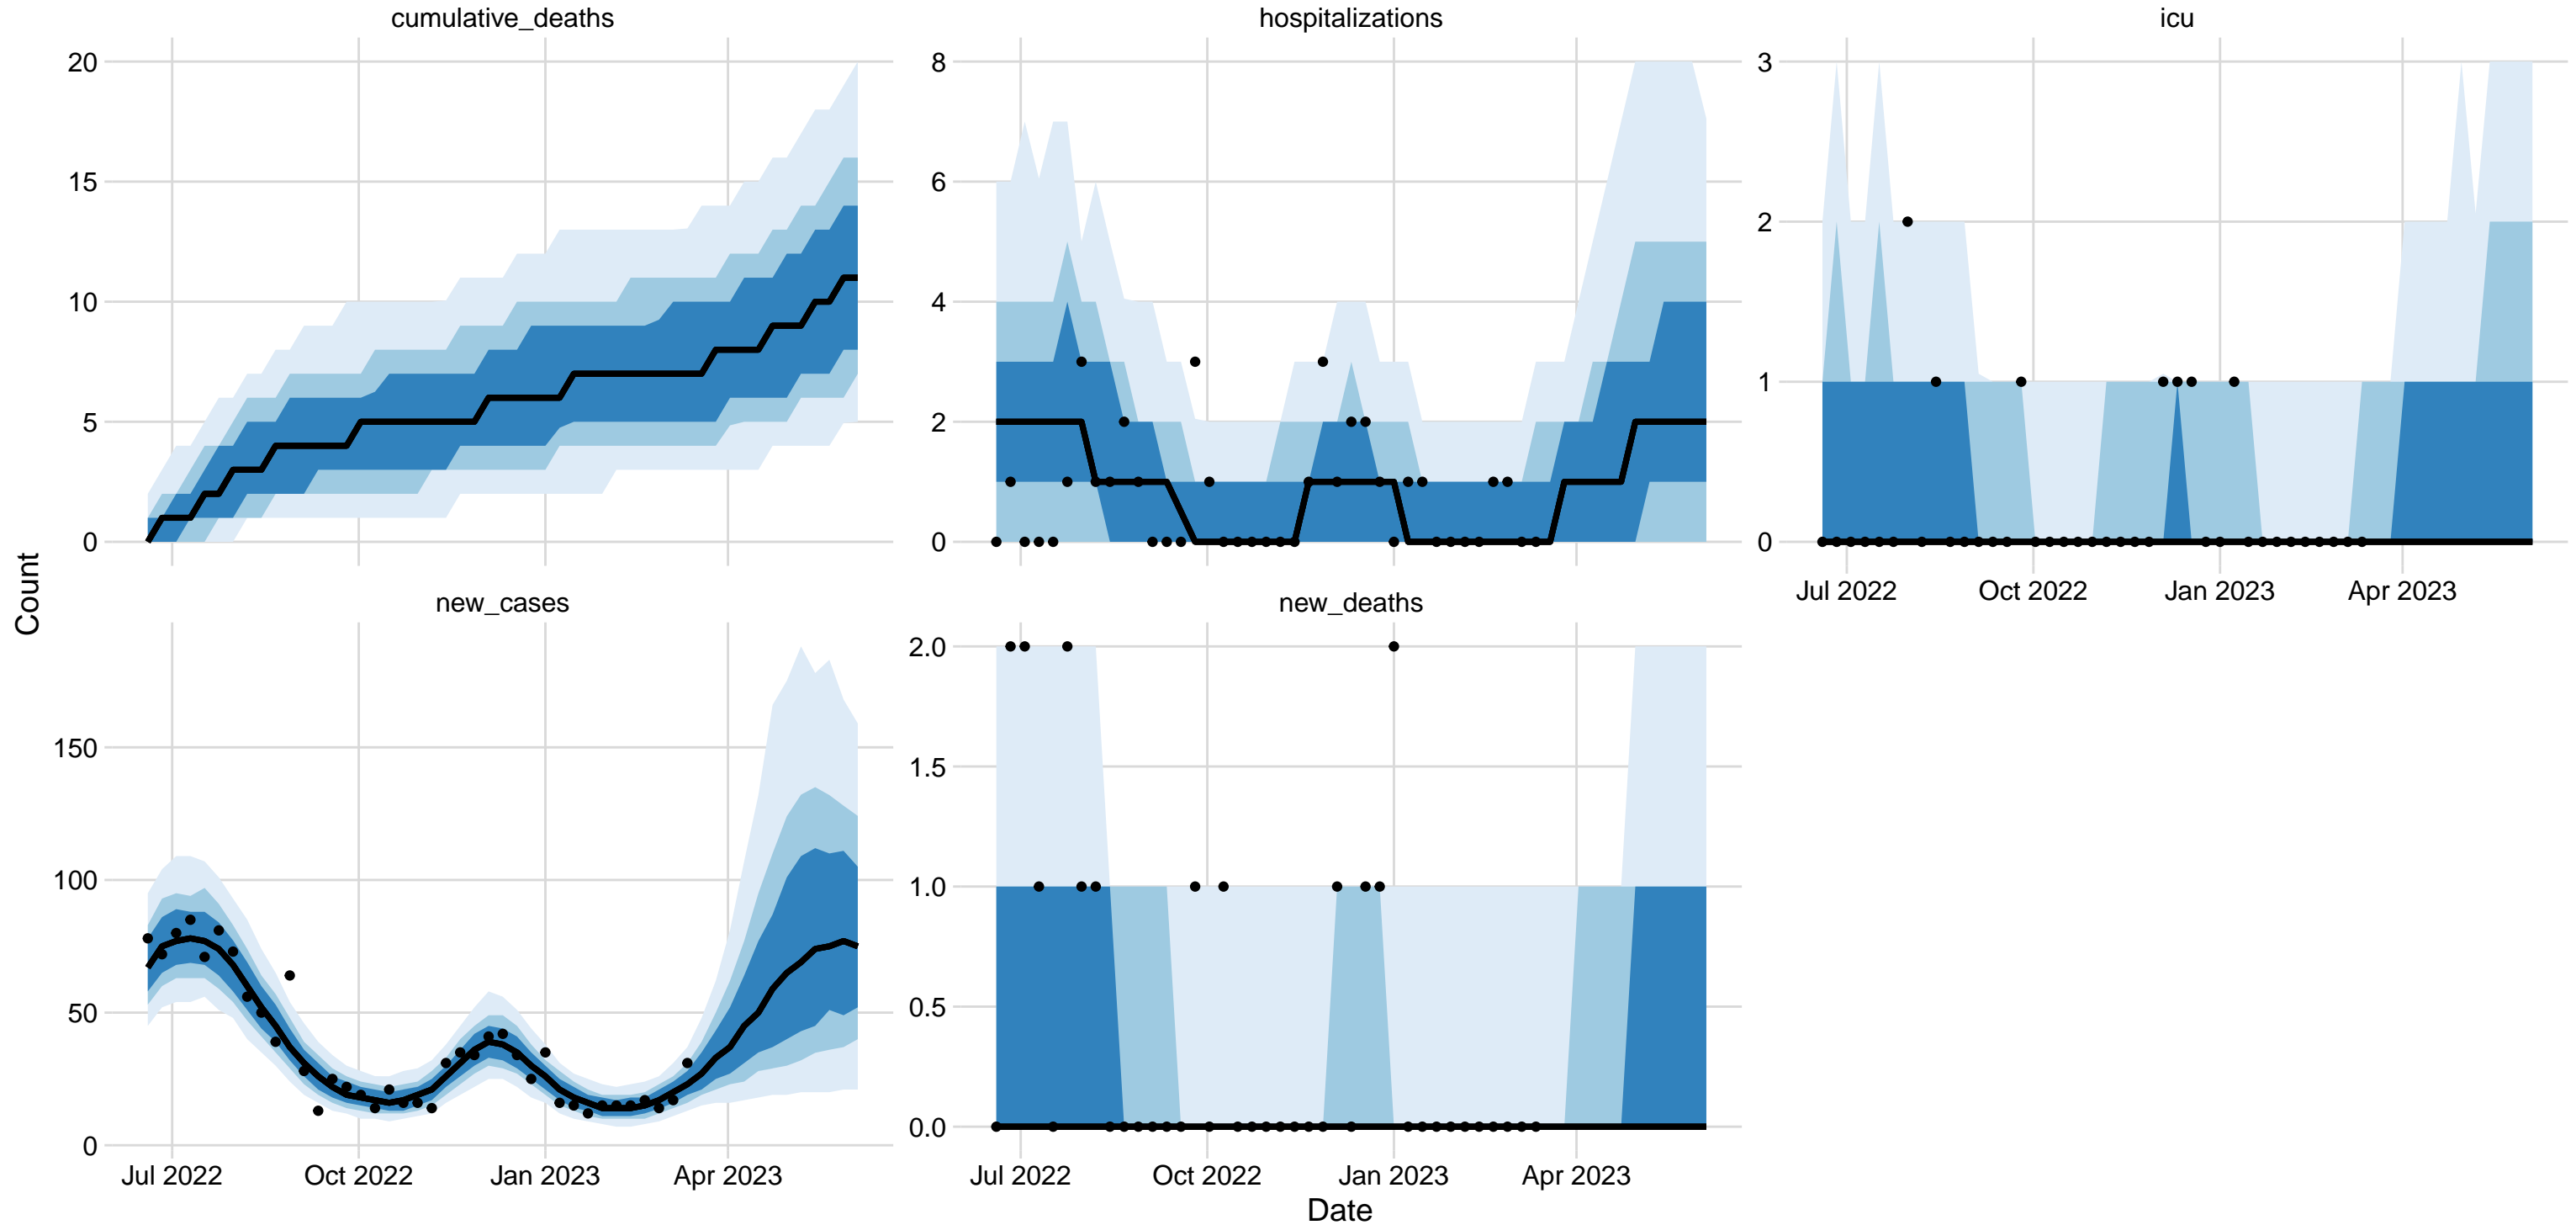 cumulative_deaths
hospitalizations
icu
20
15
10
5
0
8
6
4
2
0
3
2
1
0
Jul 2022
Oct 2022
Jan 2023
Apr 2023
Count
new_cases
new_deaths
150
100
50
0
2.0
1.5
1.0
0.5
0.0
Jul 2022
Oct 2022
Jan 2023
Apr 2023
Jul 2022
Oct 2022
Jan 2023
Apr 2023
Date